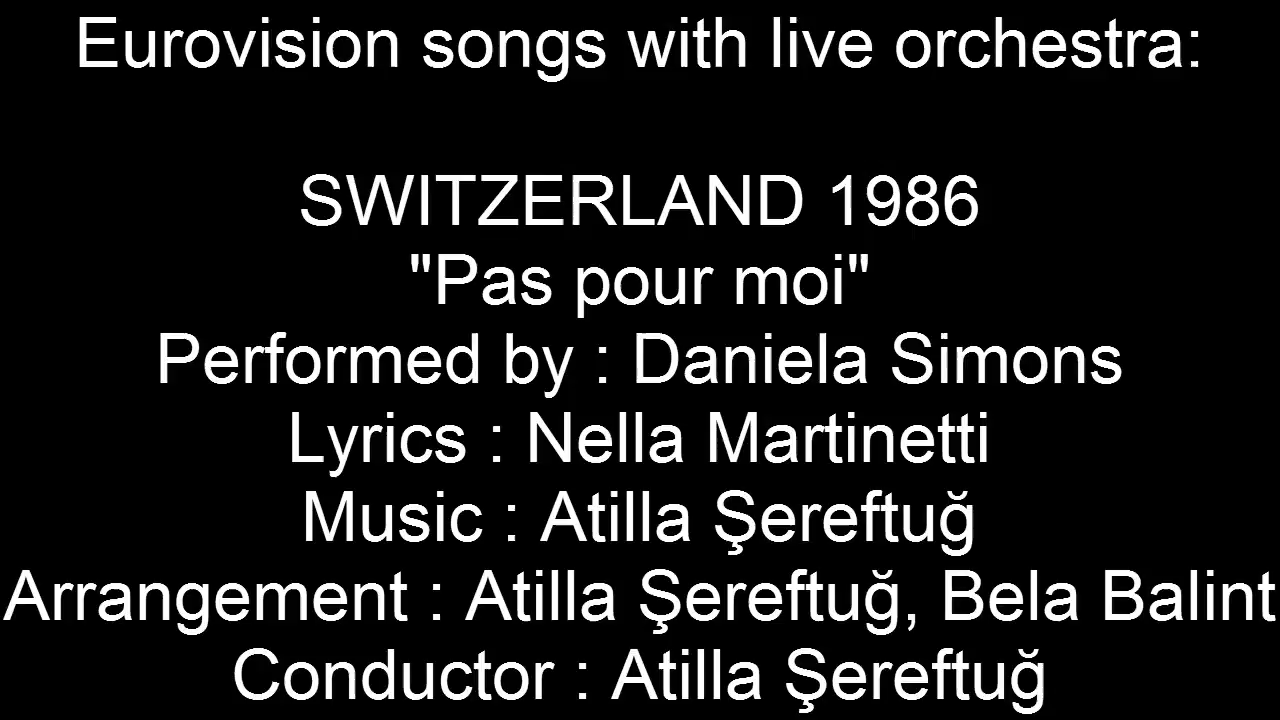 Eurovision songs with live orchestra:
SWITZERLAND 1986
"Pas pour moi"
Performed by : Daniela Simons
Lyrics : Nella Martinetti
Music : Atilla Şereftuğ
Arrangement : Atilla Şereftuğ, Bela Balint
Conductor : Atilla Şereftuğ